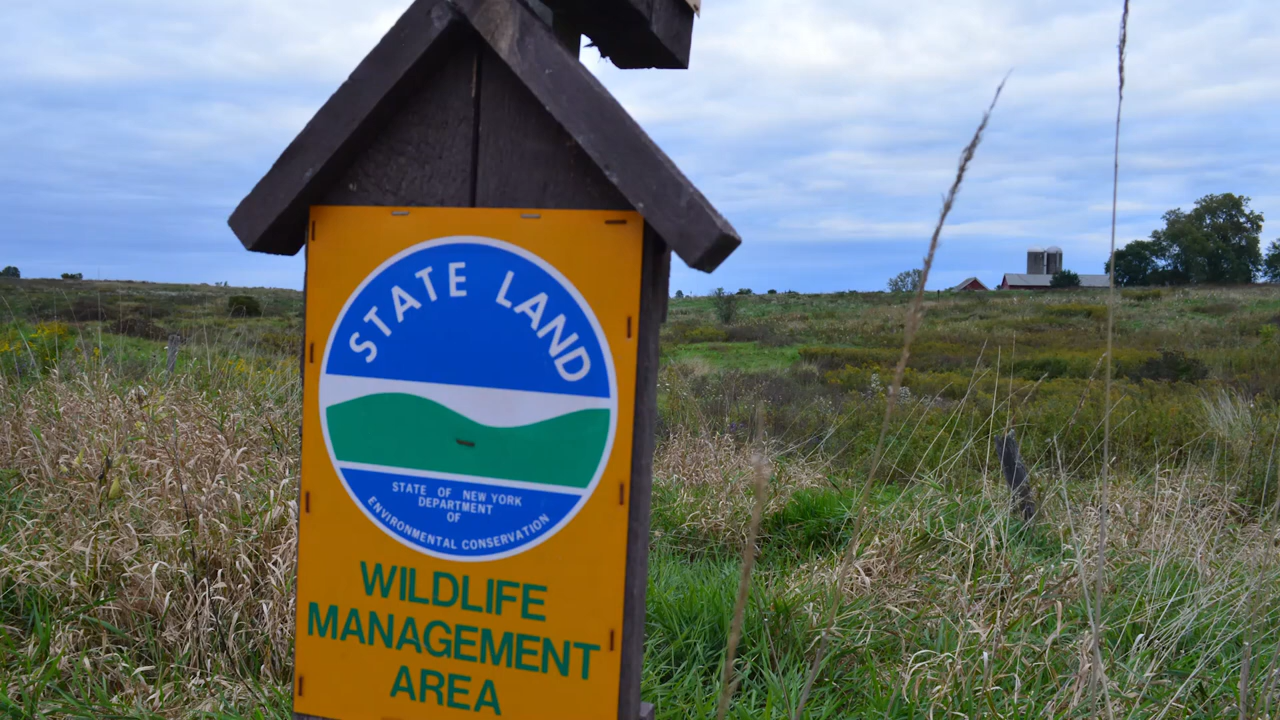 STATE LAND
STATE OF NEW YORK
DEPARTMENT
OF
ENVIRONMENTAL CONSERVATION
WILDLIFE
MANAGEMENT
AREA